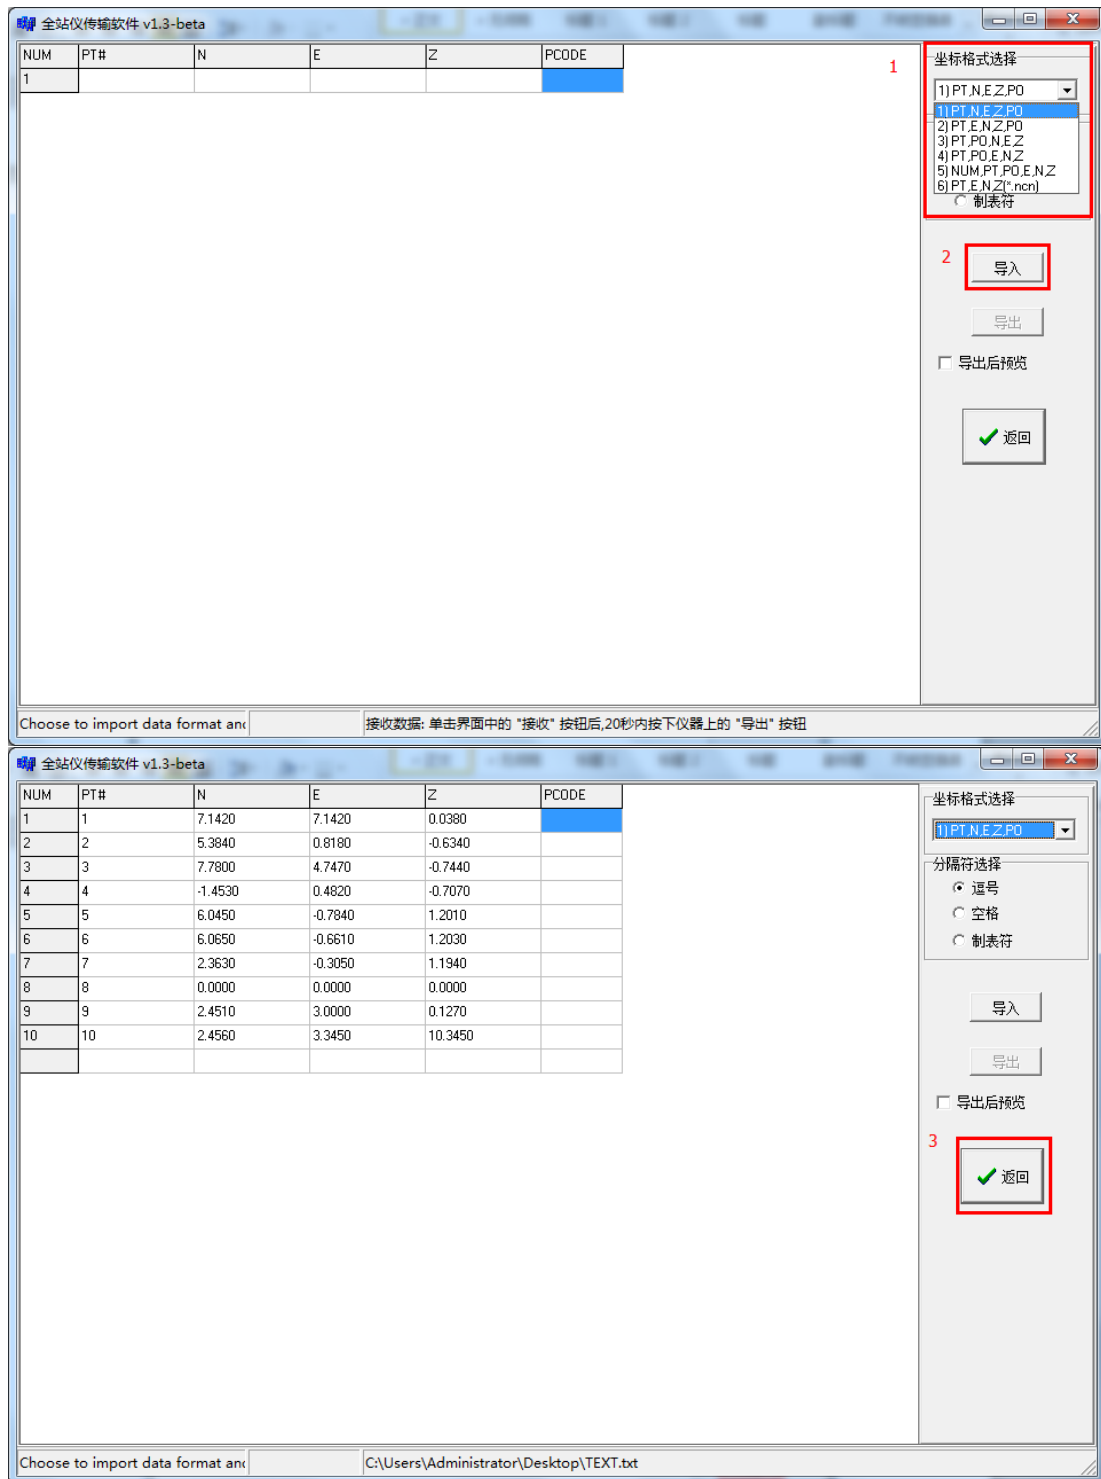 全站仪传输软件 v1.3-beta
NUM PT# N E Z PCODE
1
1
坐标格式选择
1) PT,N,E,Z,PO
1) PT,N,E,Z,PO
2) PT,E,N,Z,PO
3) PT,PO,N,E,Z
4) PT,PO,E,N,Z
5) NUM,PT,PO,E,N,Z
6) PT,E,N,Z(*.ncn)
制表符
2
导入
导出
导出后预览
返回
Choose to import data format and
接收数据: 单击界面中的 "接收" 按钮后,20秒内按下仪器上的 "导出" 按钮
全站仪传输软件 v1.3-beta
NUM PT# N E Z PCODE
1 1 7.1420 7.1420 0.0380
2 2 5.3840 0.8180 -0.6340
3 3 7.7800 4.7470 -0.7440
4 4 -1.4530 0.4820 -0.7070
5 5 6.0450 -0.7840 1.2010
6 6 6.0650 -0.6610 1.2030
7 7 2.3630 -0.3050 1.1940
8 8 0.0000 0.0000 0.0000
9 9 2.4510 3.0000 0.1270
10 10 2.4560 3.3450 10.3450
坐标格式选择
1) PT,N,E,Z,PO
分隔符选择
逗号
空格
制表符
导入
导出
导出后预览
3
返回
Choose to import data format and
C:\Users\Administrator\Desktop\TEXT.txt